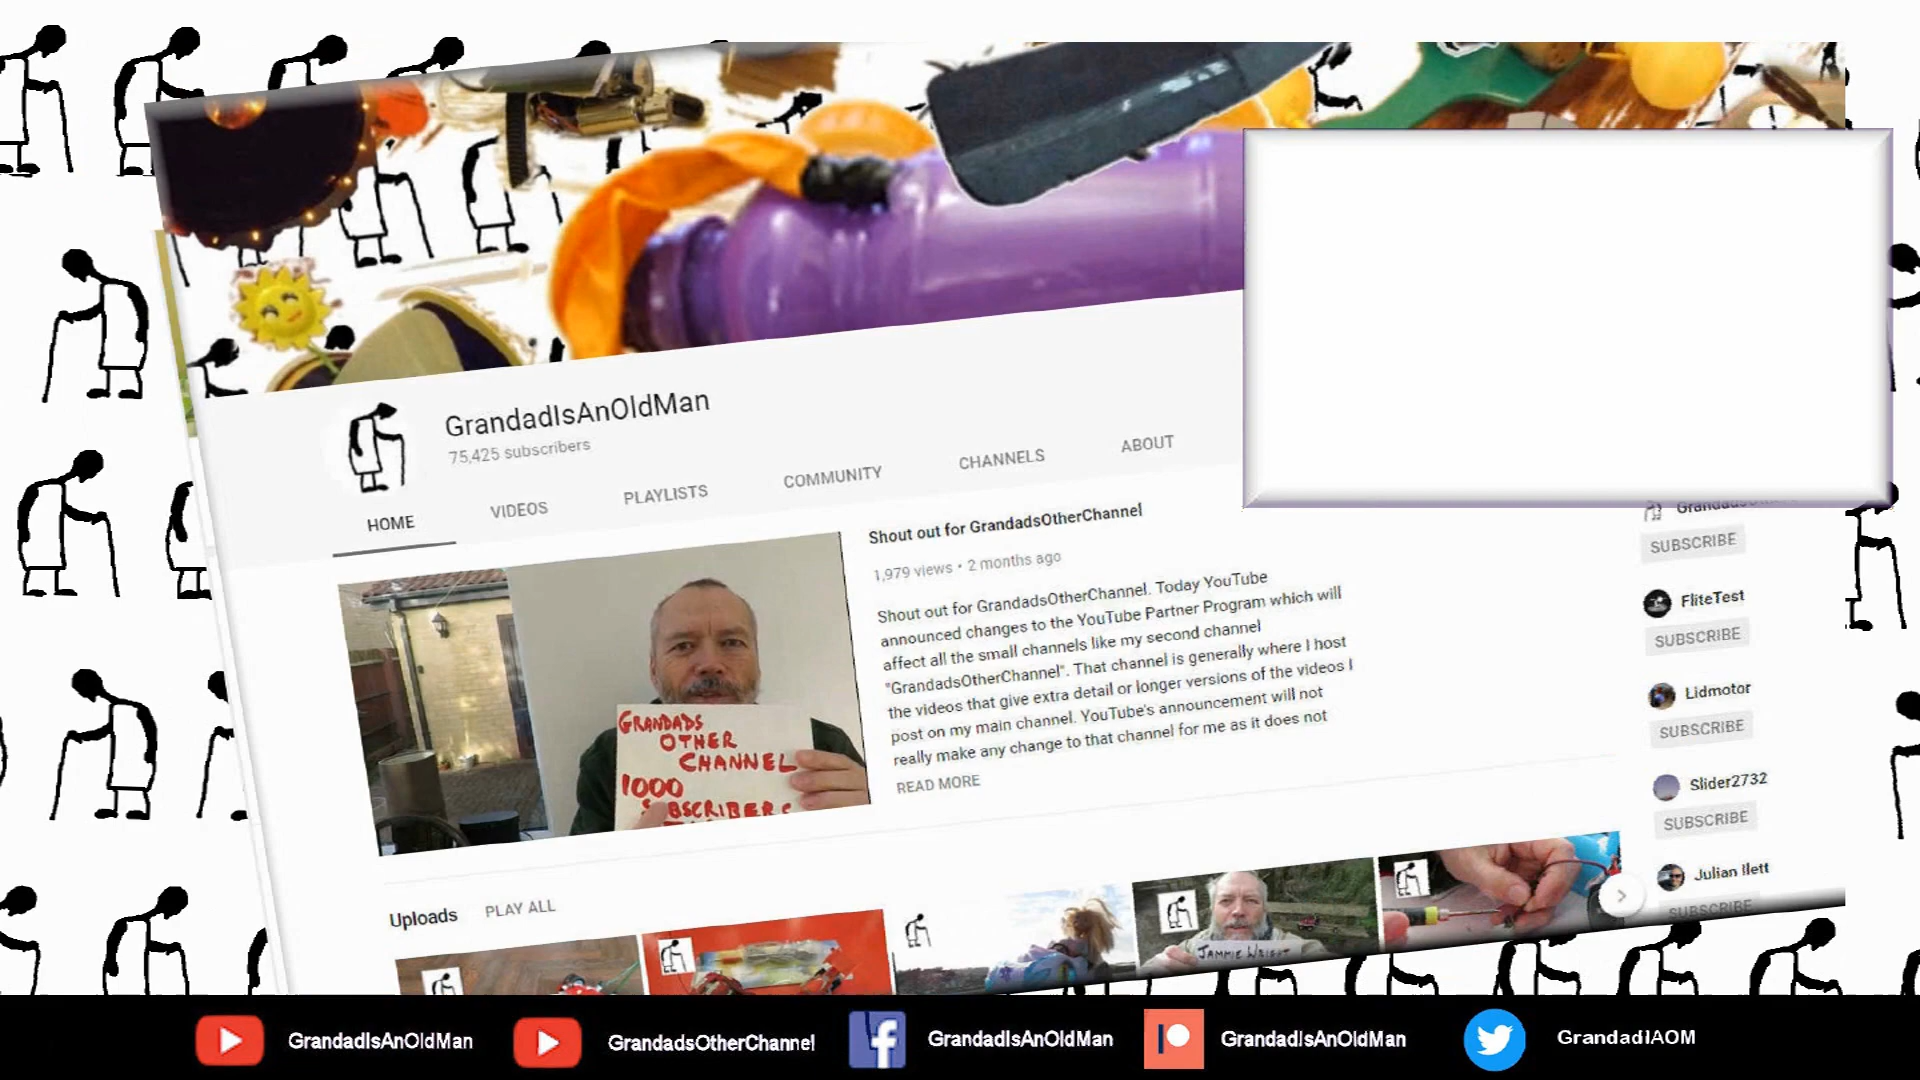 GrandadIsAnOldMan
75,425 subscribers
HOME
VIDEOS
PLAYLISTS
COMMUNITY
CHANNELS
ABOUT
GRANDADS
OTHER
CHANNEL
1000
Shout out for GrandadsOtherChannel
1,979 views • 2 months ago
Shout out for GrandadsOtherChannel. Today YouTube
announced changes to the YouTube Partner Program which will
affect all the small channels like my second channel
"GrandadsOtherChannel". That channel is generally where I host
the videos that give extra detail or longer versions of the videos I
post on my main channel. YouTube's announcement will not
really make any change to that channel for me as it does not
READ MORE
SUBSCRIBE
FliteTest
SUBSCRIBE
Lidmotor
SUBSCRIBE
Slider2732
SUBSCRIBE
Julian Ilett
SUBSCRIBE
Uploads
PLAY ALL
JAMMIE
GrandadIsAnOldMan
GrandadsOtherChannel
GrandadIsAnOldMan
GrandadIsAnOldMan
GrandadIAOM